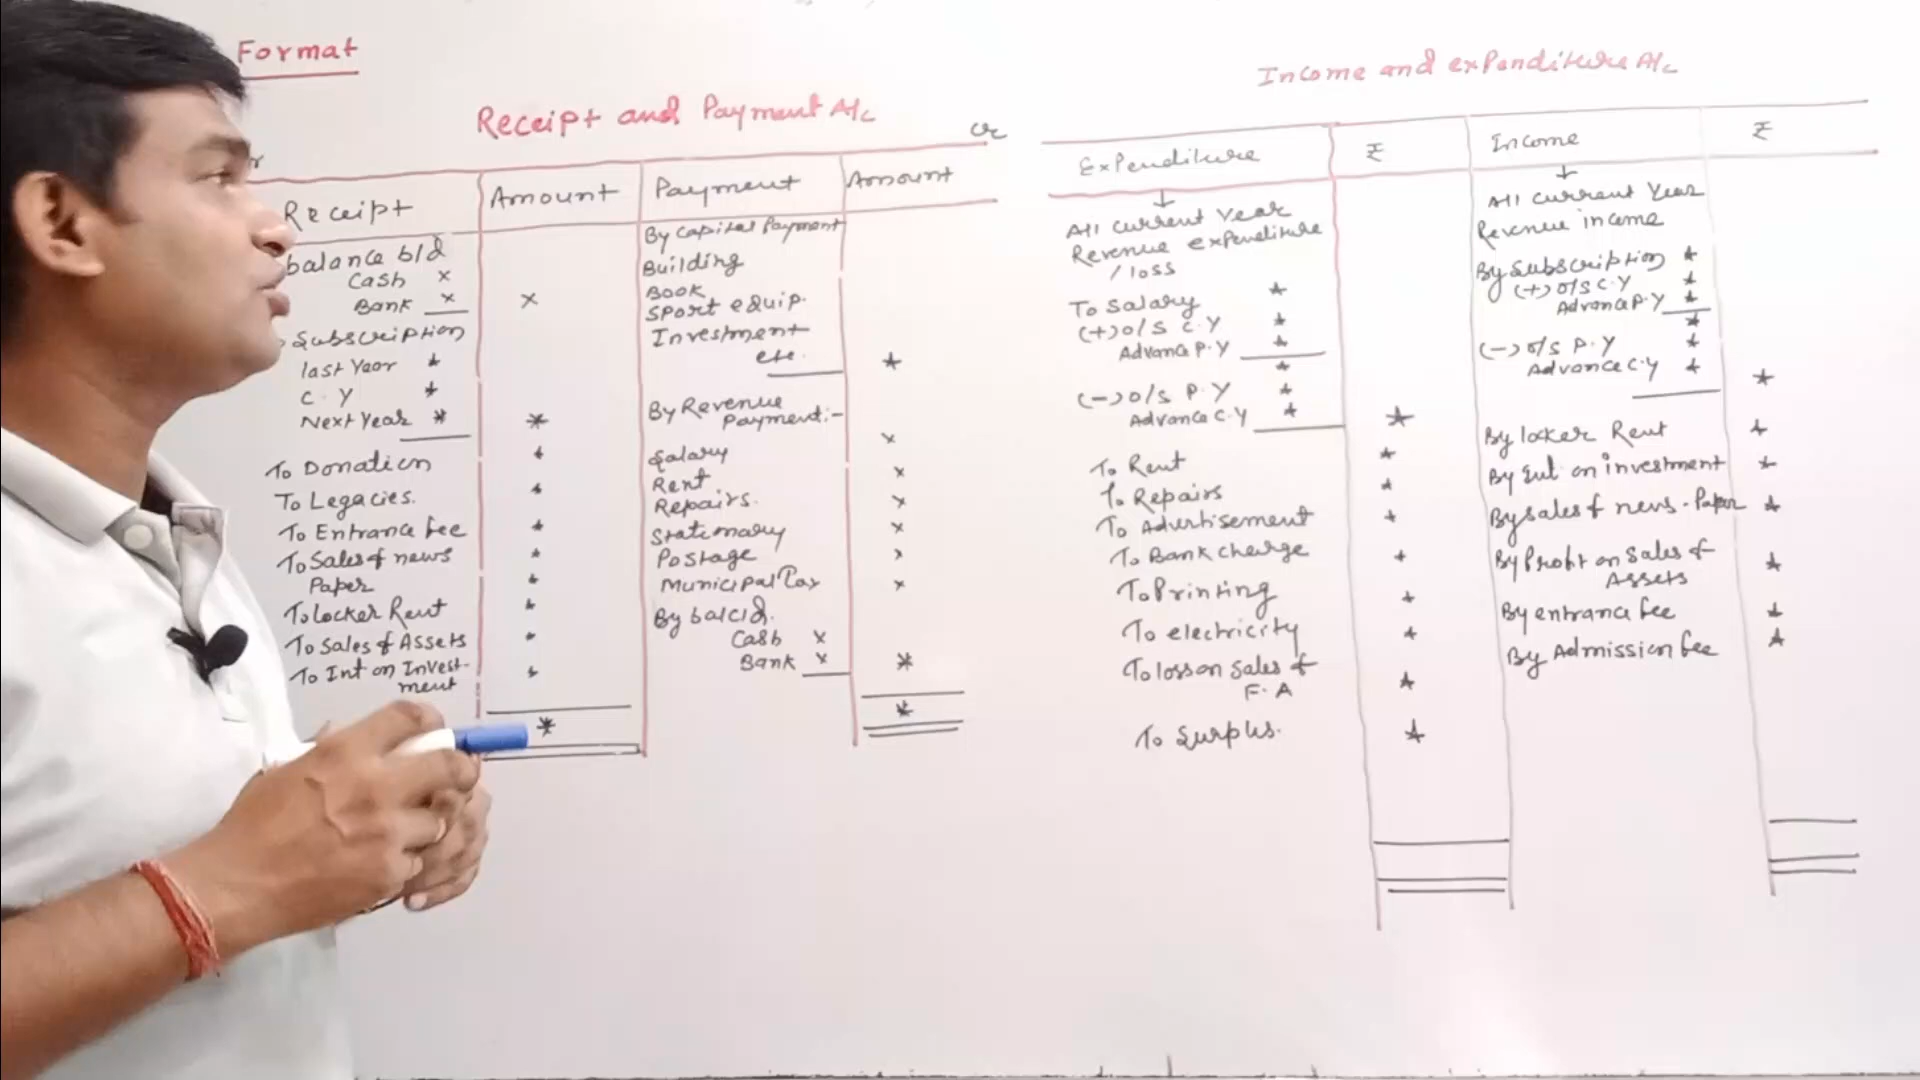 Format
Receipt and Payment A/c
Cr
Receipt
Amount
Payment
Amount
balance b/d
Cash x
Bank x
x
Subscription
last Year *
C.Y *
Next Year * *
To Donation *
To Legacies. *
To Entrance fee *
To Sales of news *
Paper *
To locker Rent *
To Sales of Assets *
To Int on Invest- *
ment
*
By Capital Payment
Building
Book
Sport equip.
Investment
etc. *
By Revenue
Payment:-
x
Salary x
Rent
Repairs. x
Stationary x
Postage x
Municipal Tax x
By bal c/d.
Cash x
Bank x *
*
Income and expenditure A/c
Expenditure
₹
Income
₹
All current Year
Revenue expenditure
/ loss
To Salary *
(+) o/s C.Y *
Advance P.Y *
*
(-) o/s P.Y *
Advance C.Y * *
To Rent *
To Repairs *
To Advertisement *
To Bank charge *
To Printing *
To electricity *
To loss on Sales of
F.A *
To Surplus. *
All current Year
Revenue income
By Subscription *
(+) o/s C.Y *
Advance P.Y *
*
(-) o/s P.Y *
Advance C.Y * *
By locker Rent *
By Int. on investment *
By Sales of news-Paper *
By Profit on Sales of
Assets *
By entrance fee *
By Admission fee *